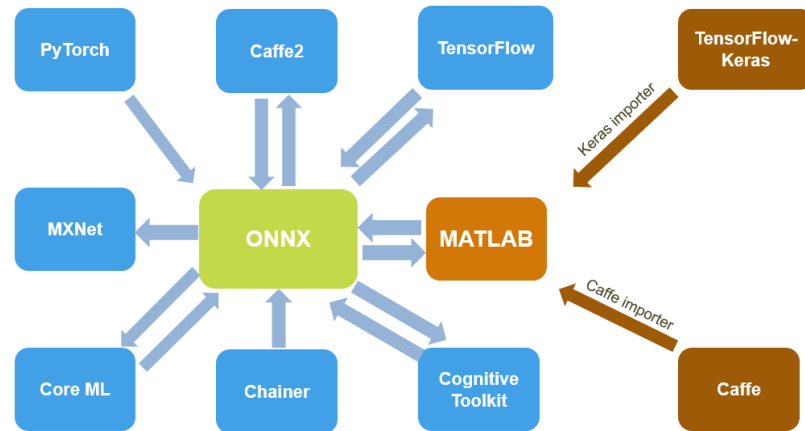 PyTorch
Caffe2
TensorFlow
TensorFlow-
Keras
Keras importer
MXNet
ONNX
MATLAB
Caffe importer
Core ML
Chainer
Cognitive
Toolkit
Caffe